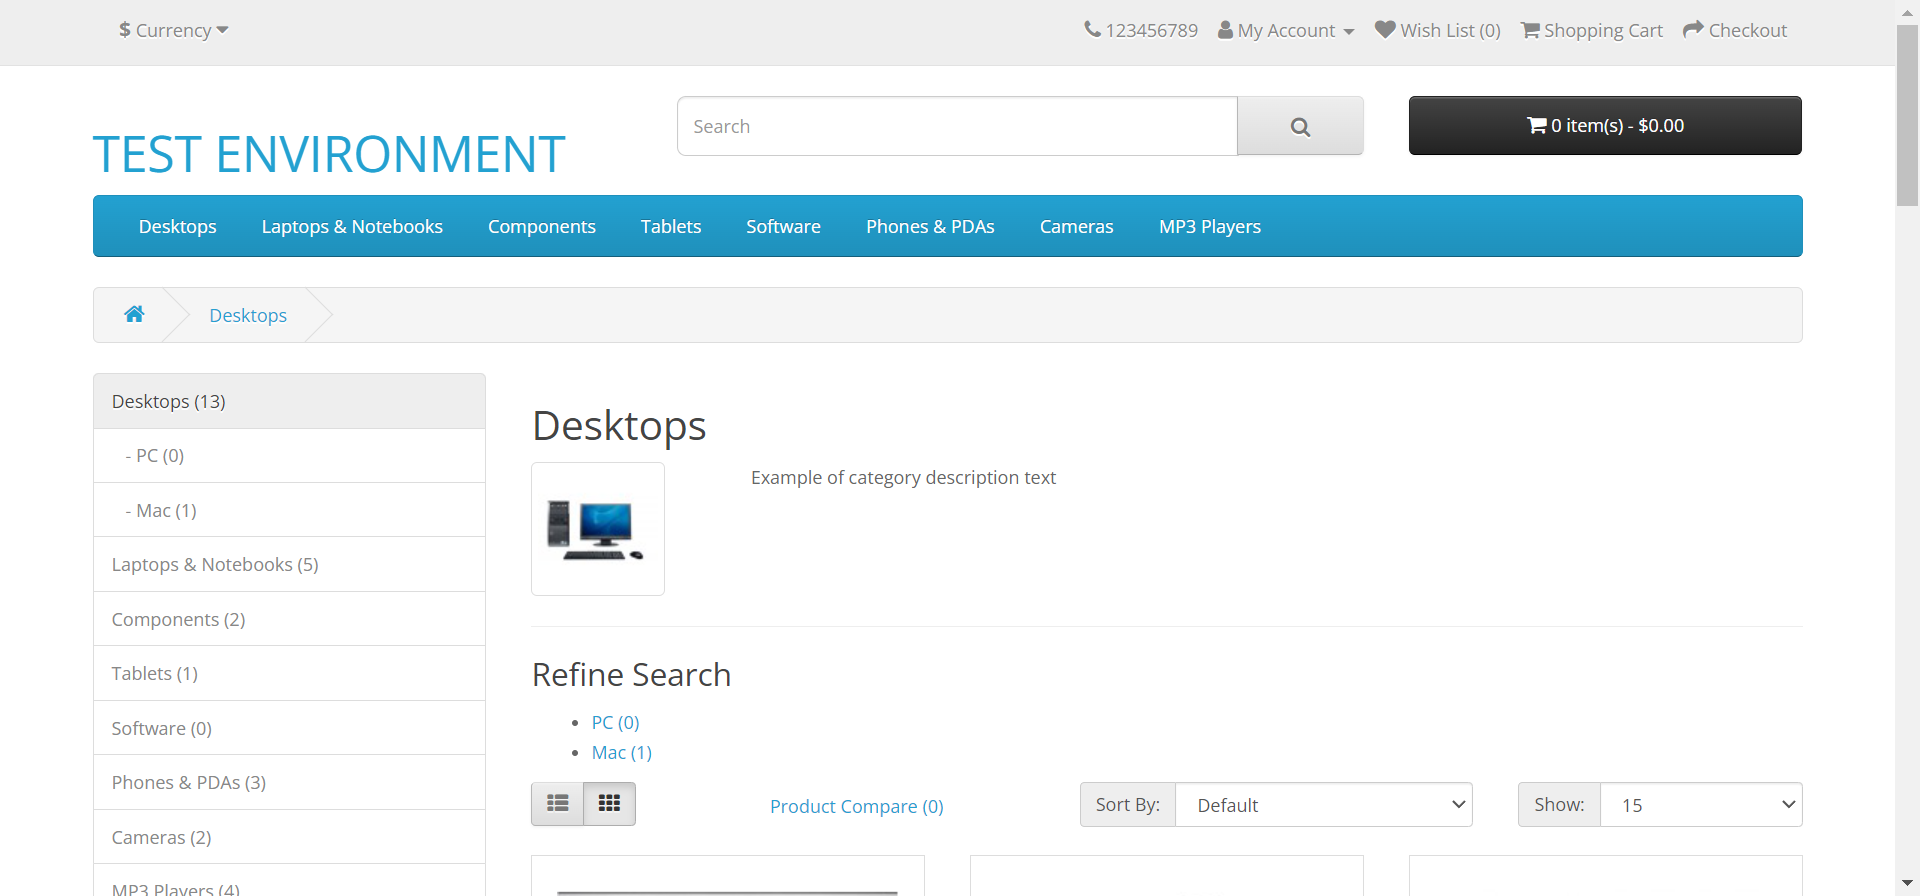 $ Currency
123456789 My Account Wish List (0) Shopping Cart Checkout
TEST ENVIRONMENT
Search
0 item(s) - $0.00
Desktops Laptops & Notebooks Components Tablets Software Phones & PDAs Cameras MP3 Players
Desktops
Desktops (13)
- PC (0)
- Mac (1)
Laptops & Notebooks (5)
Components (2)
Tablets (1)
Software (0)
Phones & PDAs (3)
Cameras (2)
MP3 Players (4)
Desktops
Example of category description text
Refine Search
PC (0)
Mac (1)
Product Compare (0)
Sort By: Default
Show: 15